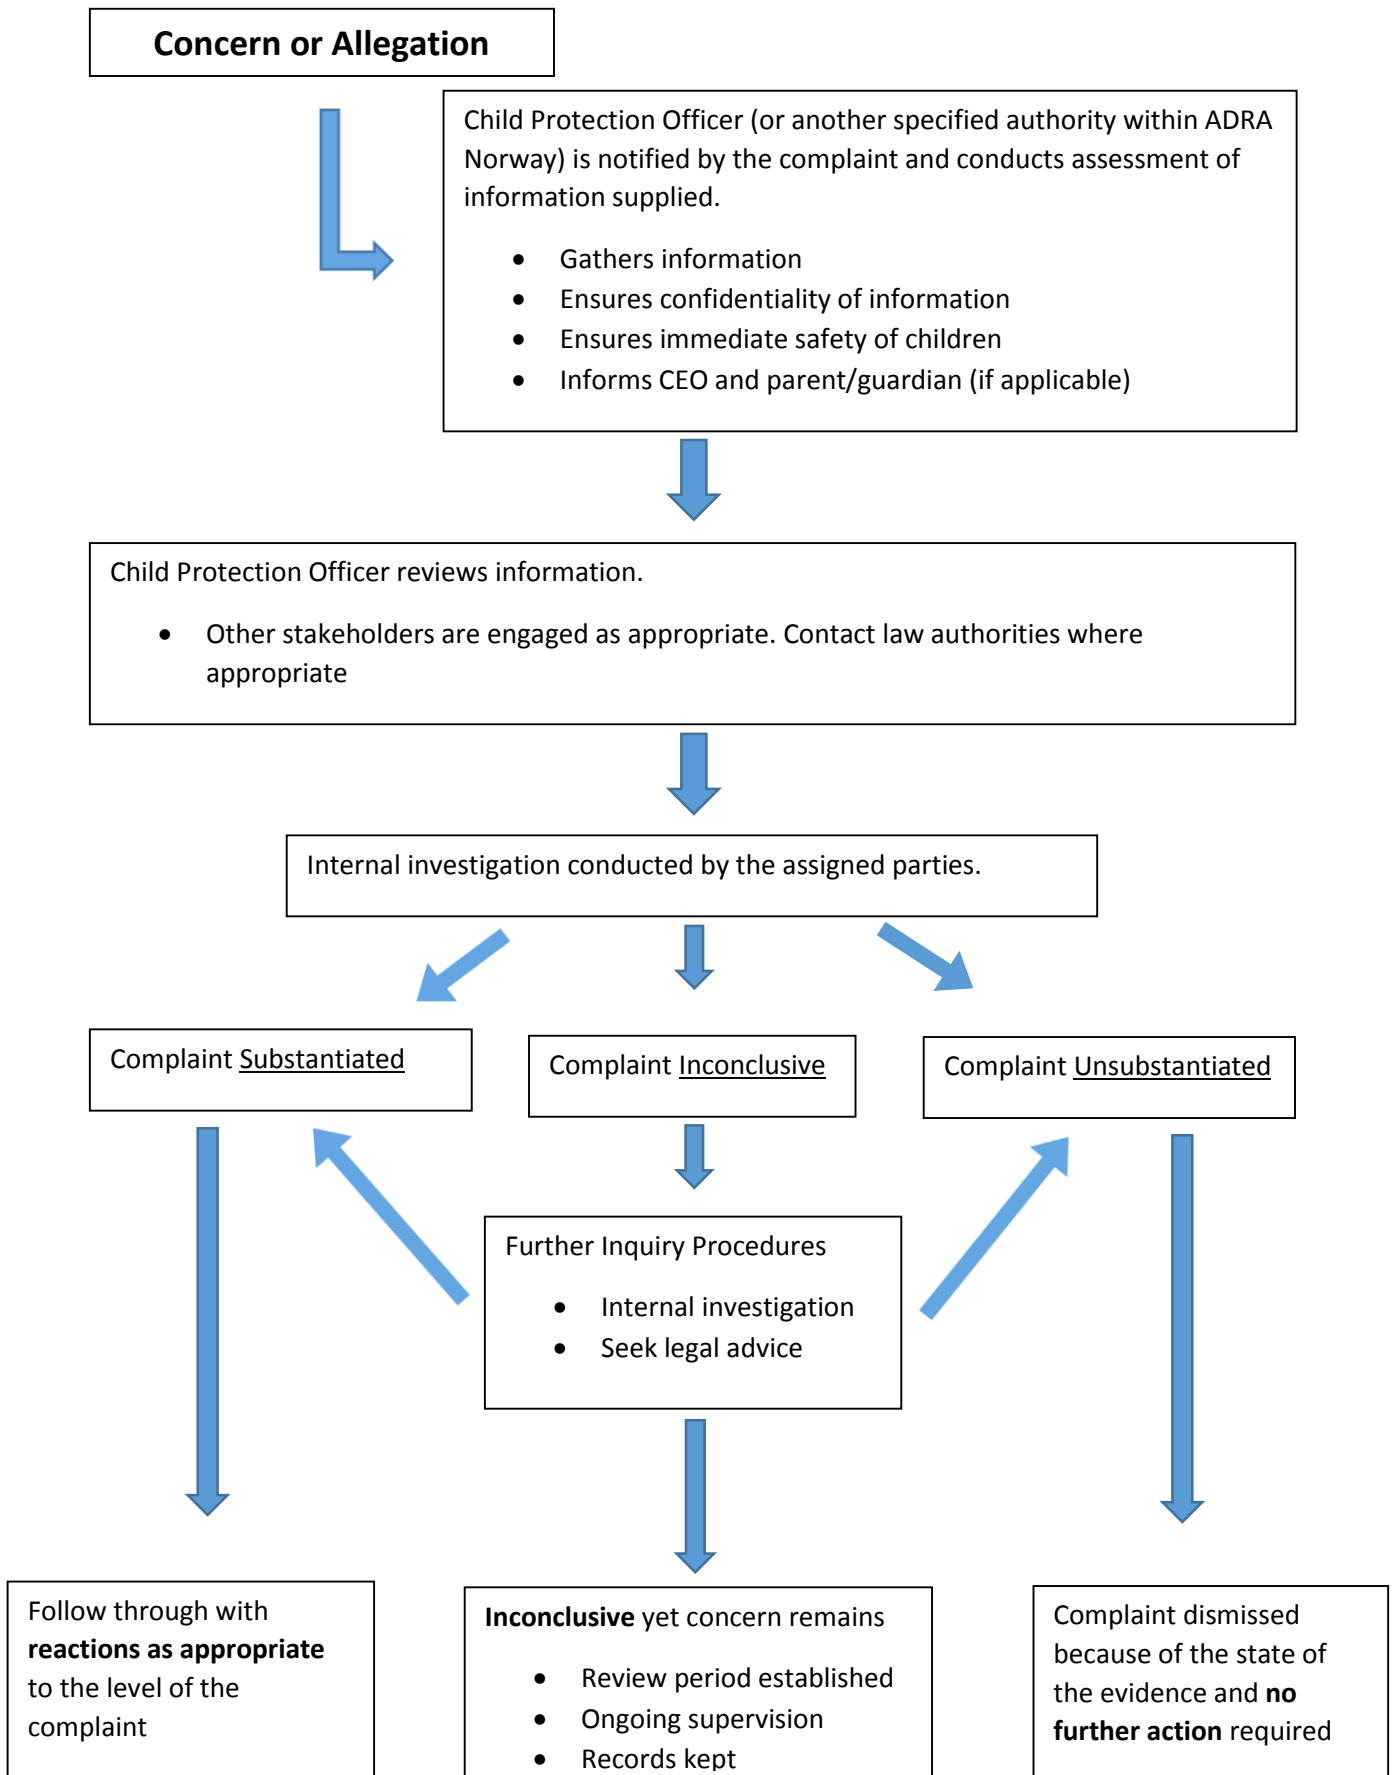 Concern or Allegation
Child Protection Officer (or another specified authority within ADRA
Norway) is notified by the complaint and conducts assessment of
information supplied.
• Gathers information
• Ensures confidentiality of information
• Ensures immediate safety of children
• Informs CEO and parent/guardian (if applicable)
Child Protection Officer reviews information.
• Other stakeholders are engaged as appropriate. Contact law authorities where
appropriate
Internal investigation conducted by the assigned parties.
Complaint Substantiated
Complaint Inconclusive
Complaint Unsubstantiated
Further Inquiry Procedures
• Internal investigation
• Seek legal advice
Follow through with
reactions as appropriate
to the level of the
complaint
Inconclusive yet concern remains
• Review period established
• Ongoing supervision
• Records kept
Complaint dismissed
because of the state of
the evidence and no
further action required